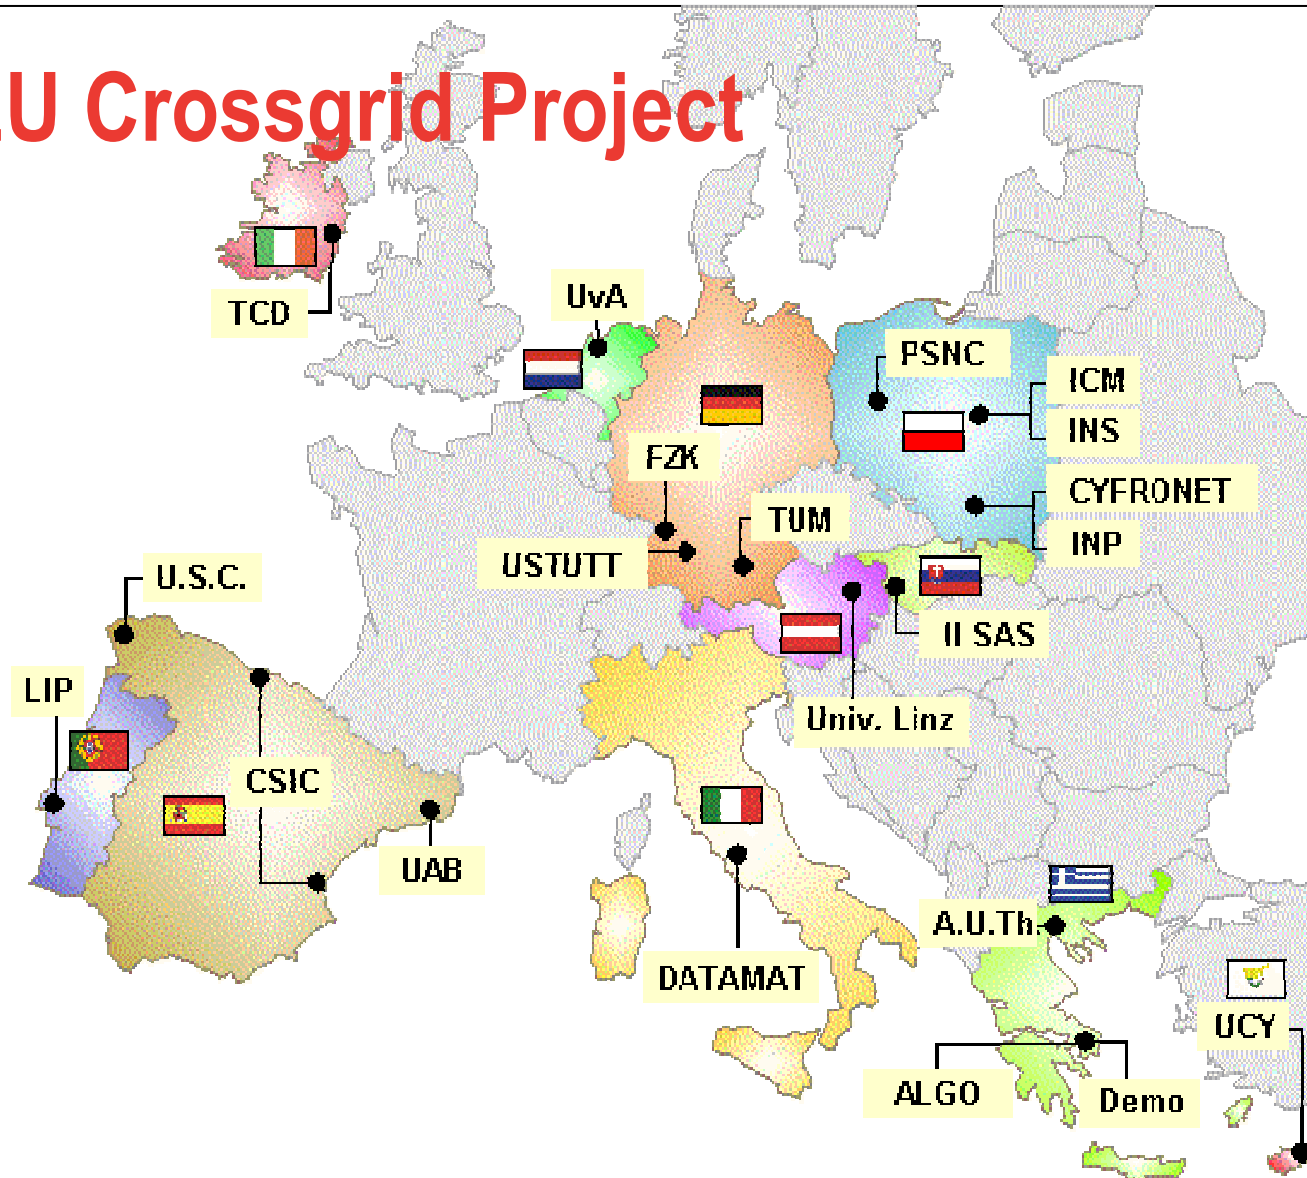 U Crossgrid Project
TCD
UvA
PSNC
ICM
INS
FZK
CYFRONET
TUM
INP
USTUTT
U.S.C.
II SAS
LIP
Univ. Linz
CSIC
UAB
A.U.Th.
DATAMAT
UCY
ALGO
Demo